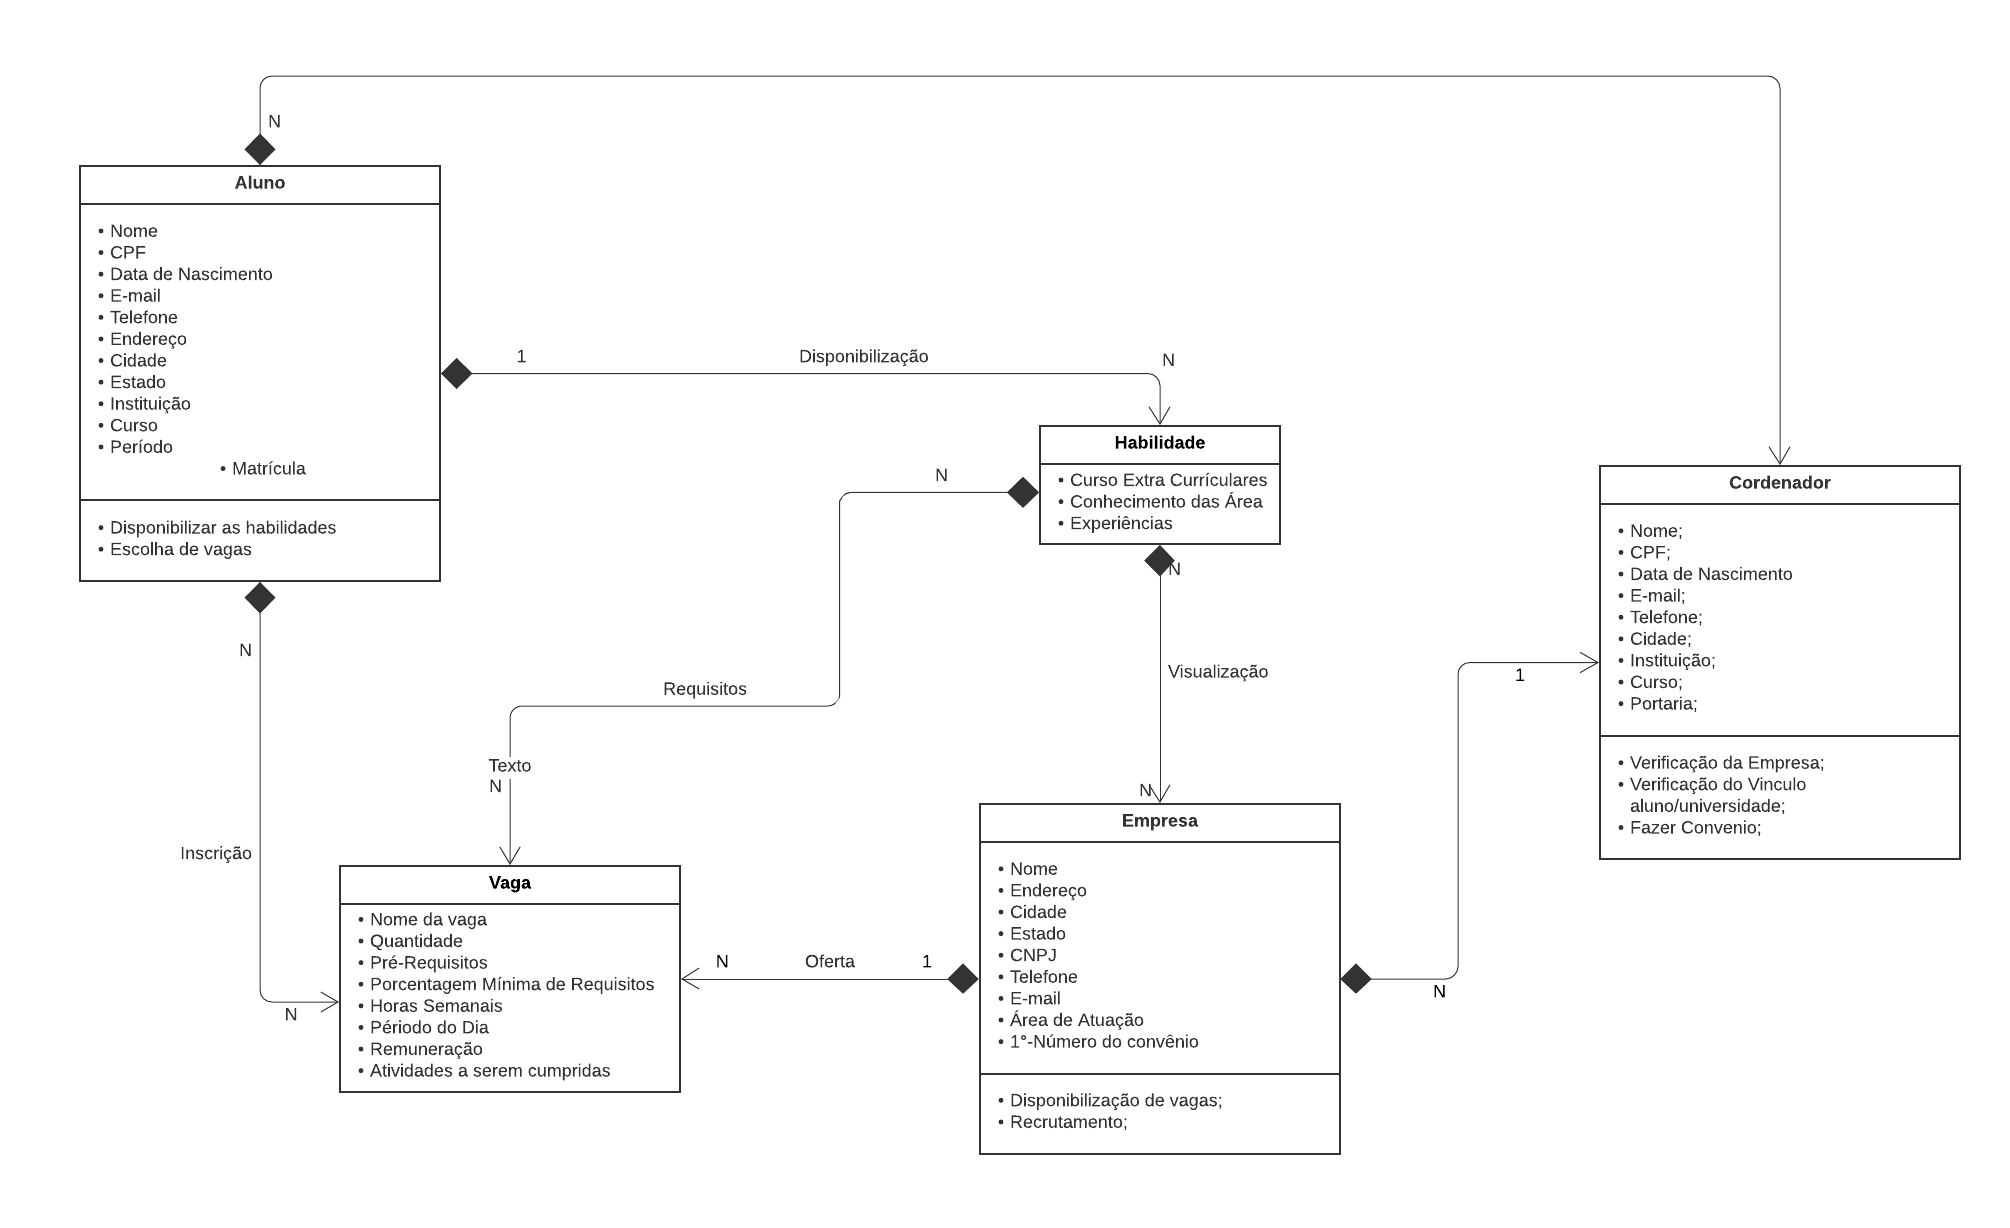 N
Aluno
• Nome
• CPF
• Data de Nascimento
• E-mail
• Telefone
• Endereço
• Cidade
• Estado
• Instituição
• Curso
• Período
• Matrícula
• Disponibilizar as habilidades
• Escolha de vagas
1
Disponibilização
N
Habilidade
• Curso Extra Currículares
• Conhecimento das Área
• Experiências
N
Requisitos
Texto
N
N
Visualização
N
Cordenador
• Nome;
• CPF;
• Data de Nascimento
• E-mail;
• Telefone;
• Cidade;
• Instituição;
• Curso;
• Portaria;
• Verificação da Empresa;
• Verificação do Vinculo
aluno/universidade;
• Fazer Convenio;
N
Inscrição
N
Vaga
• Nome da vaga
• Quantidade
• Pré-Requisitos
• Porcentagem Mínima de Requisitos
• Horas Semanais
• Périodo do Dia
• Remuneração
• Atividades a serem cumpridas
N
Oferta
1
Empresa
• Nome
• Endereço
• Cidade
• Estado
• CNPJ
• Telefone
• E-mail
• Área de Atuação
• 1°-Número do convênio
• Disponibilização de vagas;
• Recrutamento;
N
1